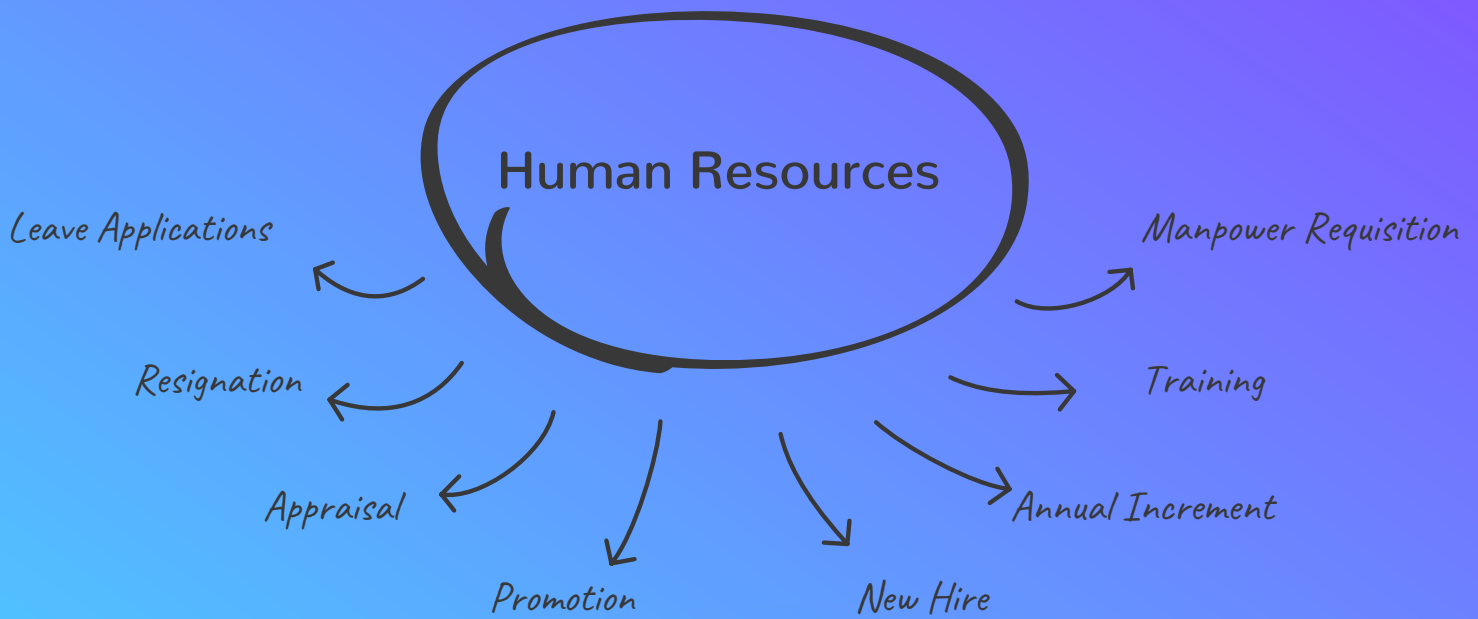 Human Resources
Leave Applications
Manpower Requisition
Resignation
Training
Appraisal
Annual Increment
Promotion
New Hire